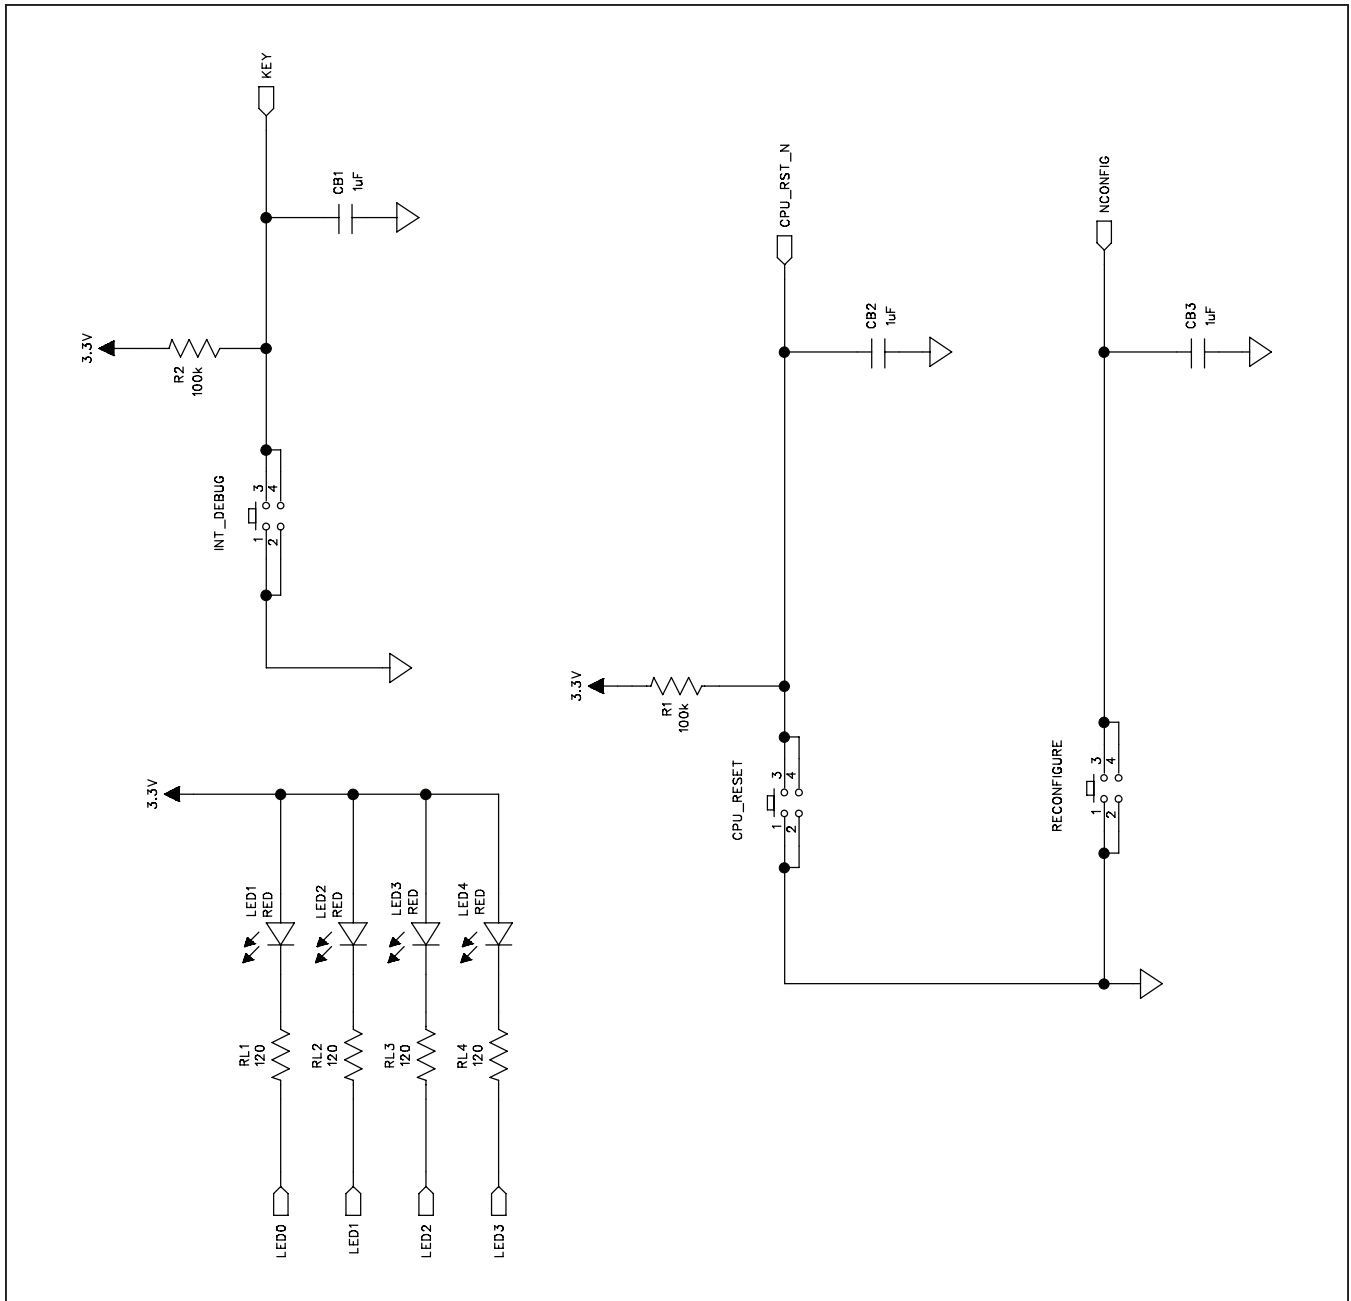 KEY
CB1
1uF
3.3V
R2
100k
INT_DEBUG
1
2
3
4
3.3V
LED1
RED
LED2
RED
LED3
RED
LED4
RED
RL1
120
RL2
120
RL3
120
RL4
120
LED0
LED1
LED2
LED3
CPU_RST_N
CB2
1uF
3.3V
R1
100k
CPU_RESET
1
2
3
4
NCONFIG
CB3
1uF
RECONFIGURE
1
2
3
4